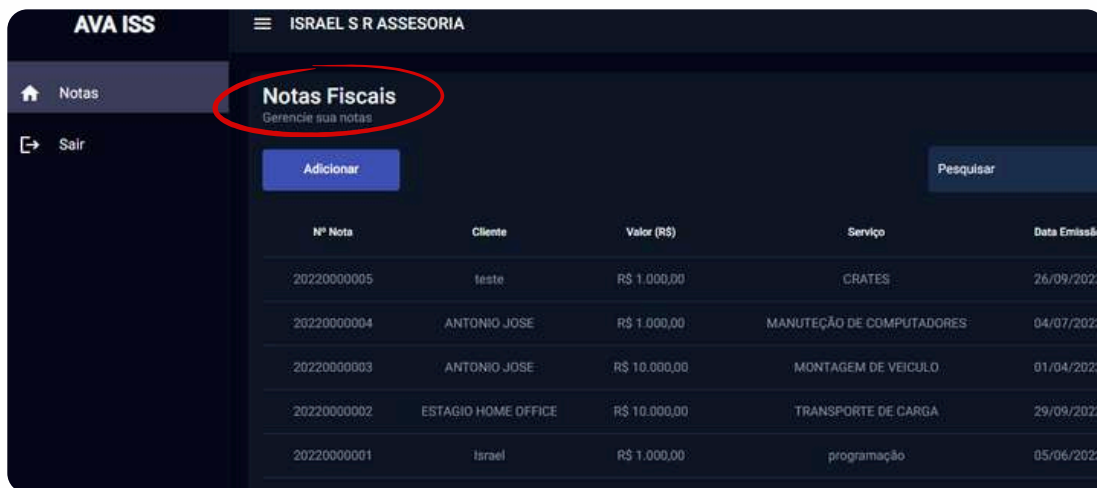 AVA ISS
ISRAEL S R ASSESORIA
Notas
Sair
Notas Fiscais
Gerencie sua notas
Adicionar
Pesquisar
Nº Nota Cliente Valor (R$) Serviço Data Emissã
20220000005 teste R$ 1.000,00 CRATES 26/09/202
20220000004 ANTONIO JOSE R$ 1.000,00 MANUTEÇÃO DE COMPUTADORES 04/07/202
20220000003 ANTONIO JOSE R$ 10.000,00 MONTAGEM DE VEICULO 01/04/202
20220000002 ESTAGIO HOME OFFICE R$ 10.000,00 TRANSPORTE DE CARGA 29/09/202
20220000001 Israel R$ 1.000,00 programação 05/06/202